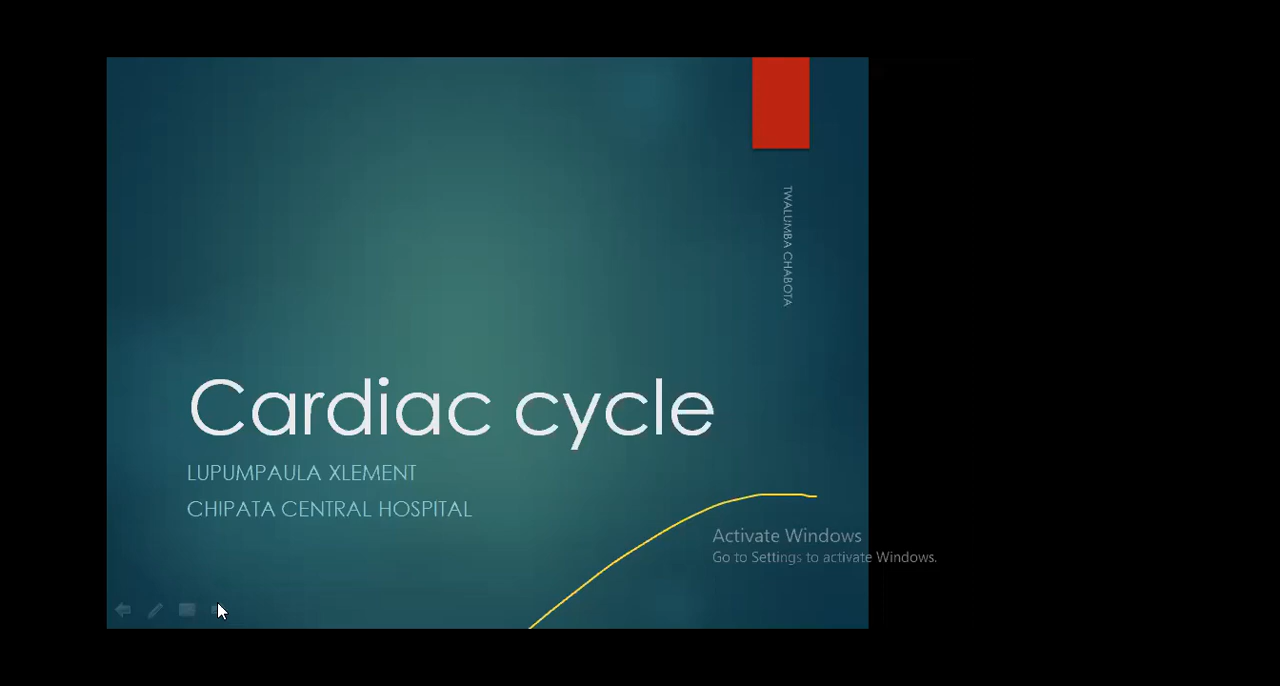 TWALUMBA CHABOTA
Cardiac cycle
LUPUMPAULA XLEMENT
CHIPATA CENTRAL HOSPITAL
Activate Windows
Go to Settings to activate Windows.